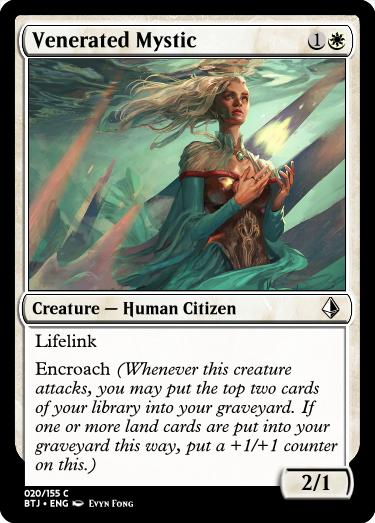 Venerated Mystic 1
Creature — Human Citizen
Lifelink
Encroach (Whenever this creature
attacks, you may put the top two cards
of your library into your graveyard. If
one or more land cards are put into
your graveyard this way, put a +1/+1 counter
on this.)
2/1
020/155 C
BTJ • ENG Evyn Fong